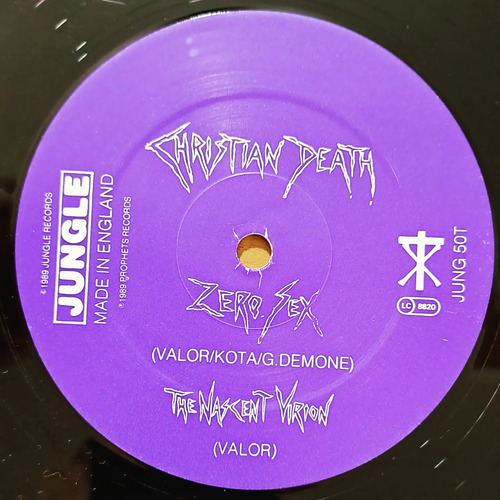 CHRISTIAN DEATH
ZERO SEX
(VALOR/KOTA/G.DEMONE)
THE NASCENT VIRION
(VALOR)
©1989 JUNGLE RECORDS
JUNGLE
MADE IN ENGLAND
℗1989 PROPHETS RECORDS
LC 8820
JUNG 50T